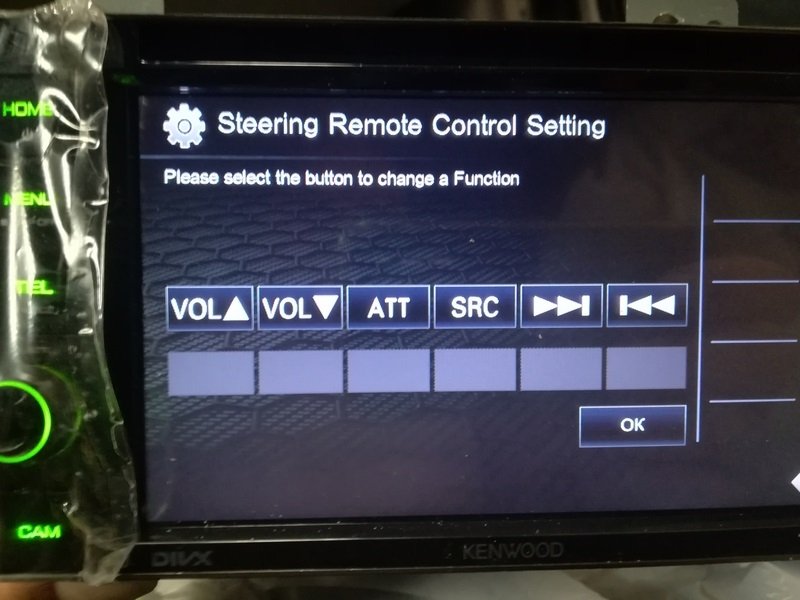 HOME
Steering Remote Control Setting
Please select the button to change a Function
MENU
TEL
VOL▲ VOL▼ ATT SRC ▶▶| |◀◀
OK
CAM
DIVX
KENWOOD